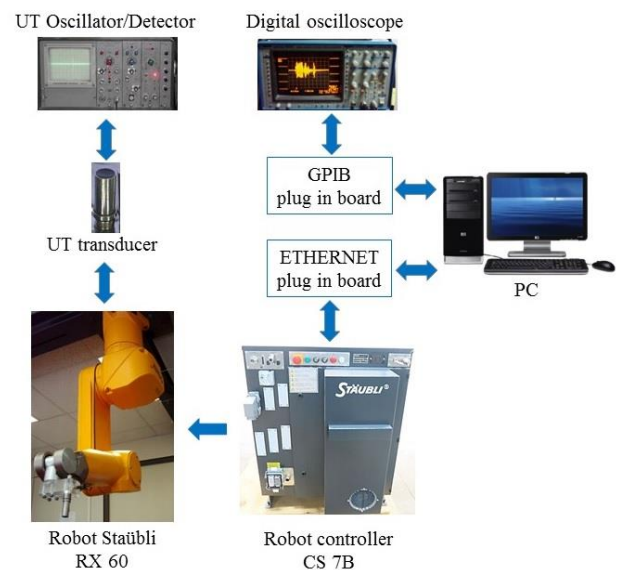 UT Oscillator/Detector
Digital oscilloscope
GPIB
plug in board
UT transducer
ETHERNET
plug in board
PC
STÄUBLI
Robot Staübli
RX 60
Robot controller
CS 7B